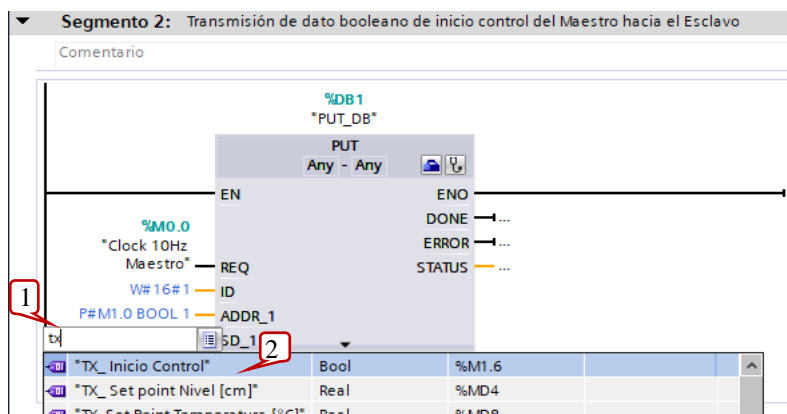 Segmento 2: Transmisión de dato booleano de inicio control del Maestro hacia el Esclavo
Comentario
%DB1
"PUT_DB"
PUT
Any - Any
EN ENO
DONE ...
%M0.0
"Clock 10Hz ERROR ...
Maestro" REQ STATUS ...
1 W#16#1 ID
P#M1.0 BOOL 1 ADDR_1
tx SD_1 2
"TX_ Inicio Control" Bool %M1.6
"TX_ Set point Nivel [cm]" Real %MD4
"TX_Set Point Temperatura [°C]" Real %MD8